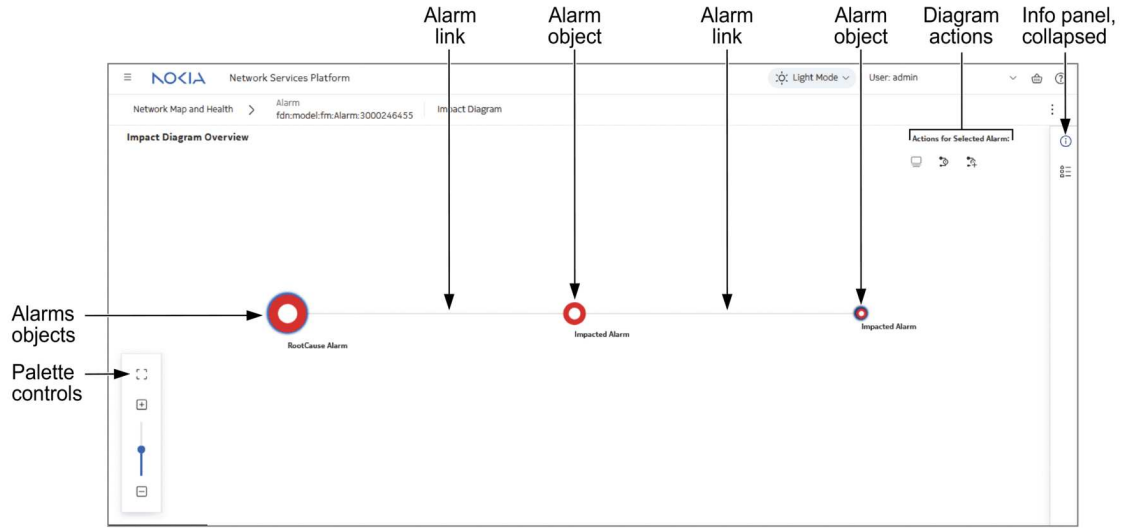 Alarm
link
Alarm
object
Alarm
link
Alarm
object
Diagram
actions
Info panel,
collapsed
NOKIA Network Services Platform
Light Mode
User: admin
Network Map and Health
Alarm
fdn:model:fm:Alarm:3000246455
Impact Diagram
Impact Diagram Overview
Actions for Selected Alarm:
Alarms
objects
RootCause Alarm
Impacted Alarm
Impacted Alarm
Palette
controls